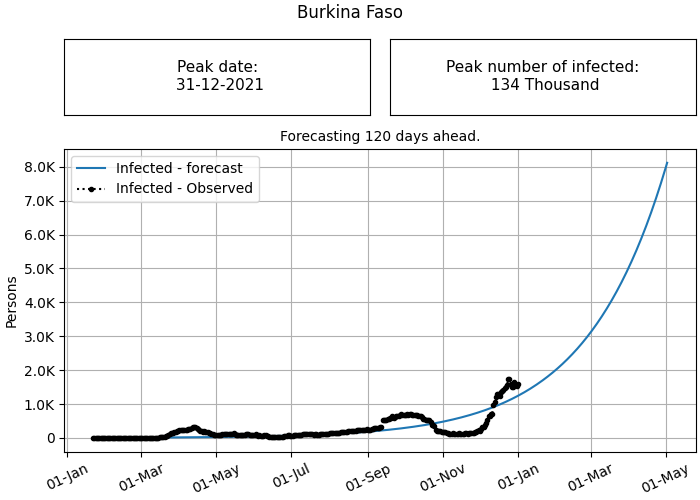 Burkina Faso
Peak date:
31-12-2021
Peak number of infected:
134 Thousand
Forecasting 120 days ahead.
Infected - forecast
Infected - Observed
8.0K
7.0K
6.0K
5.0K
4.0K
3.0K
2.0K
1.0K
0
Persons
01-Jan
01-Mar
01-May
01-Jul
01-Sep
01-Nov
01-Jan
01-Mar
01-May